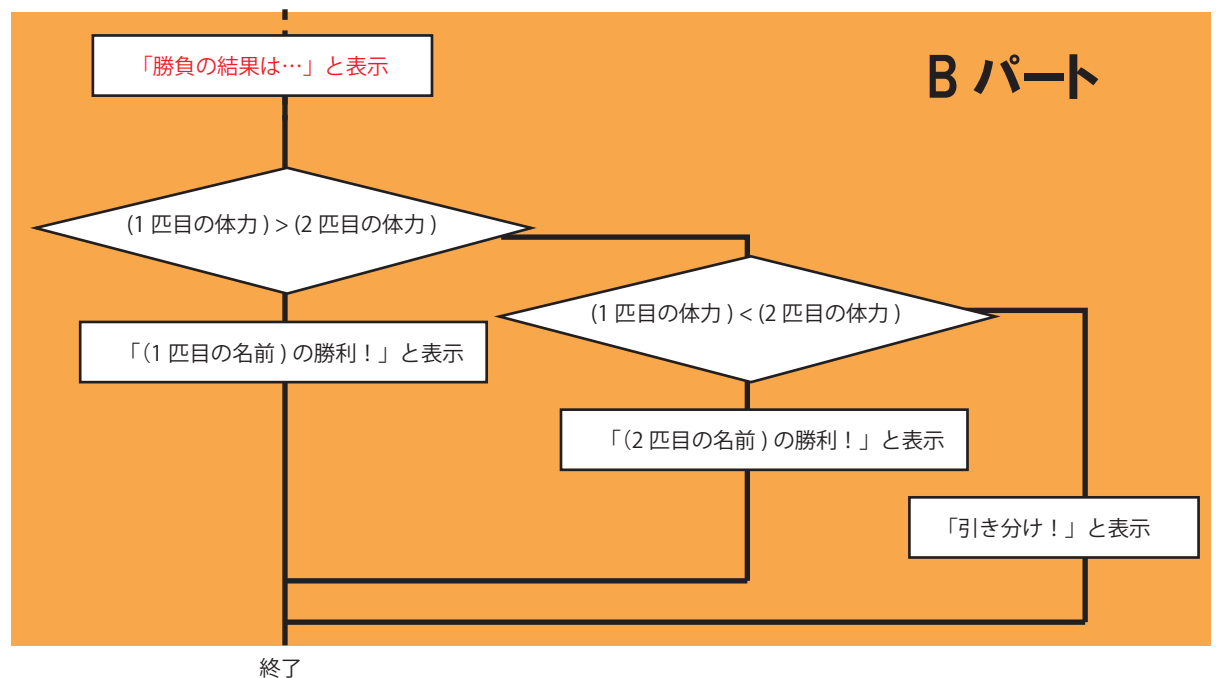 「勝負の結果は…」と表示
B パート
(1 匹目の体力 ) > (2 匹目の体力 )
(1 匹目の体力 ) < (2 匹目の体力 )
「（1 匹目の名前 ) の勝利！」と表示
「（2 匹目の名前 ) の勝利！」と表示
「引き分け！」と表示
終了